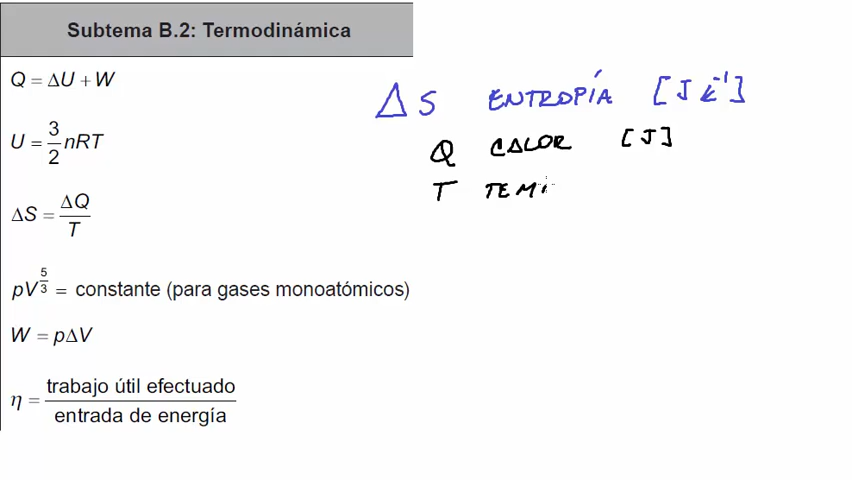 Subtema B.2: Termodinámica
Q = ΔU + W
U = 3/2 nRT
ΔS = ΔQ/T
pV^5/3 = constante (para gases monoatómicos)
W = pΔV
η = trabajo útil efectuado / entrada de energía
Δ S ENTROPÍA [J K^-1]
Q CALOR [J]
T TEM